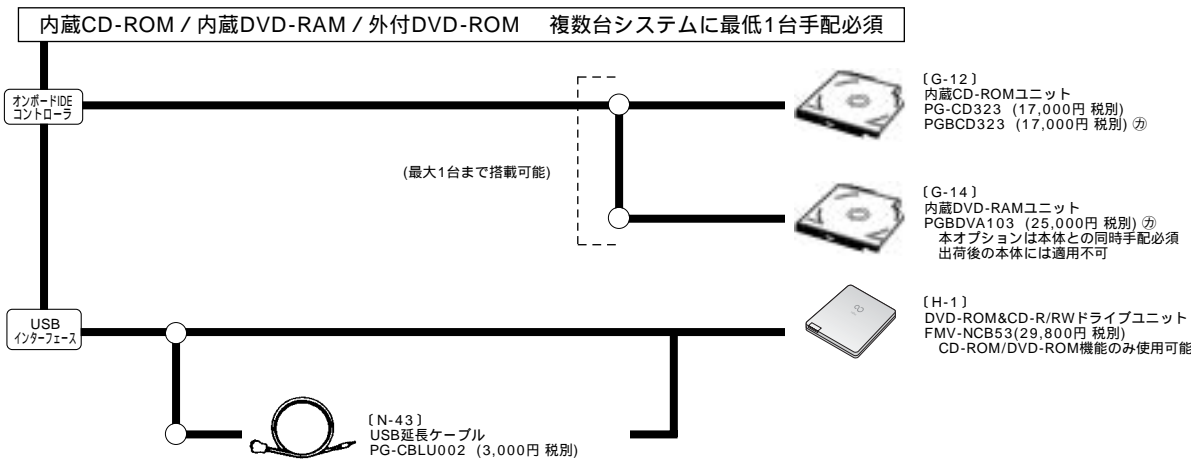 内蔵CD-ROM / 内蔵DVD-RAM / 外付DVD-ROM 複数台システムに最低1台手配必須
オンボードIDE
コントローラ
(最大1台まで搭載可能)
〔G-12〕
内蔵CD-ROMユニット
PG-CD323 (17,000円 税別)
PGBCD323 (17,000円 税別) ㋕
〔G-14〕
内蔵DVD-RAMユニット
PGBDVA103 (25,000円 税別) ㋕
本オプションは本体との同時手配必須
出荷後の本体には適用不可
USB
インターフェース
〔H-1〕
DVD-ROM&CD-R/RWドライブユニット
FMV-NCB53(29,800円 税別)
CD-ROM/DVD-ROM機能のみ使用可能
〔N-43〕
USB延長ケーブル
PG-CBLU002 (3,000円 税別)